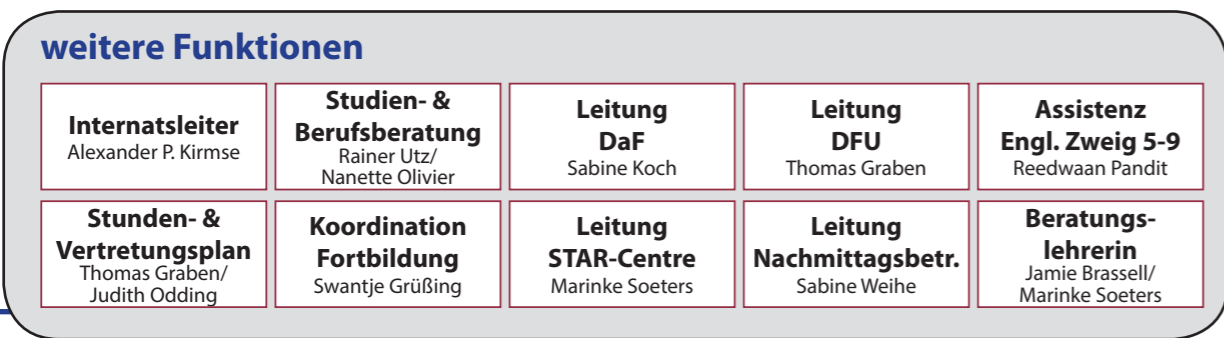 weitere Funktionen
Internatsleiter
Alexander P. Kirmse
Studien- &
Berufsberatung
Rainer Utz/
Nanette Olivier
Leitung
DaF
Sabine Koch
Leitung
DFU
Thomas Graben
Assistenz
Engl. Zweig 5-9
Reedwaan Pandit
Stunden- &
Vertretungsplan
Thomas Graben/
Judith Odding
Koordination
Fortbildung
Swantje Grüßing
Leitung
STAR-Centre
Marinke Soeters
Leitung
Nachmittagsbetr.
Sabine Weihe
Beratungs-
lehrerin
Jamie Brassell/
Marinke Soeters